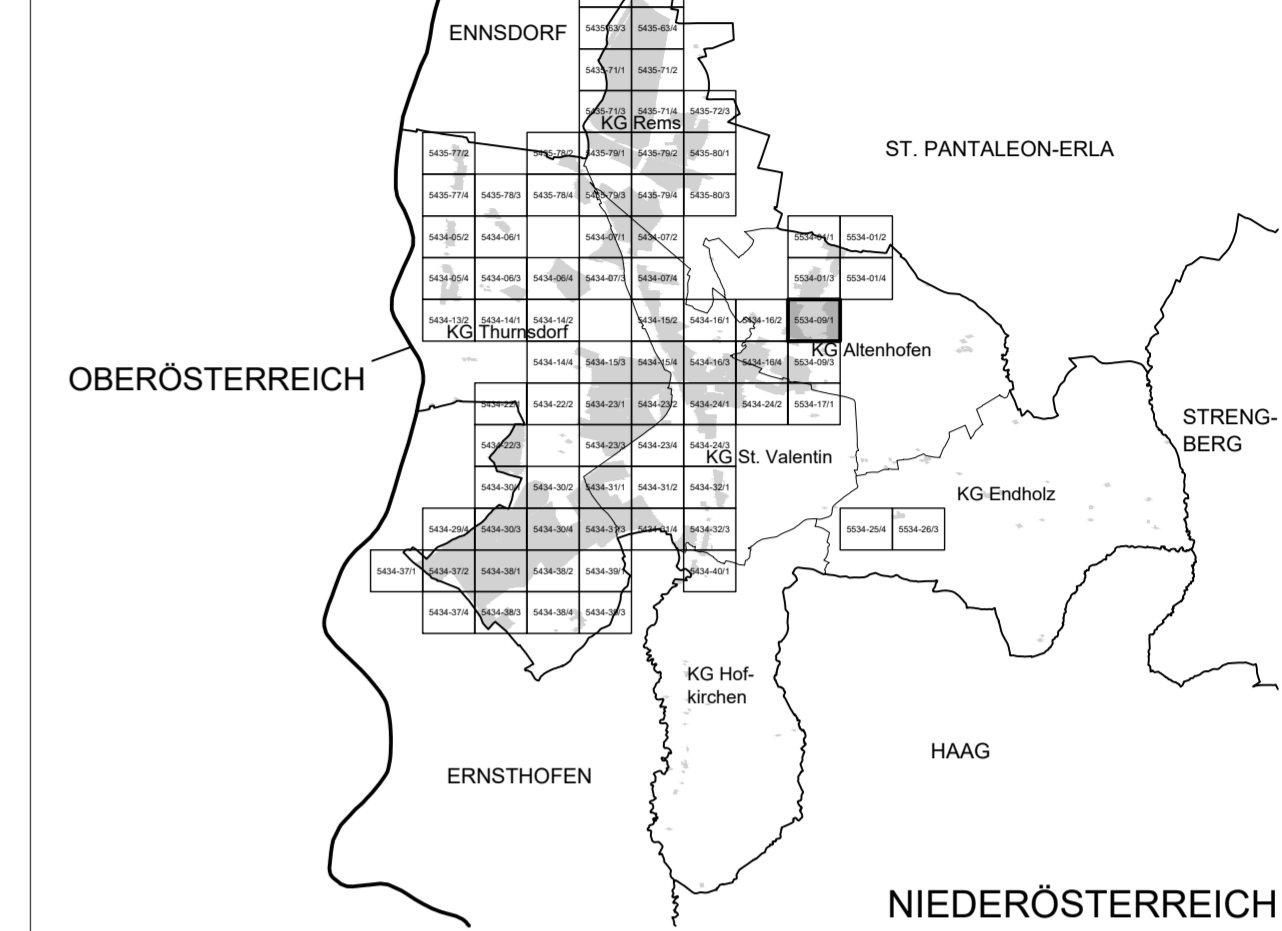 ENNSDORF
5435-63/3 5435-63/4
5435-71/1 5435-71/2
5435-71/3 5435-71/4 5435-72/3
KG Rems
ST. PANTALEON-ERLA
5435-77/2 5435-78/2 5435-79/1 5435-79/2 5435-80/1
5435-77/4 5435-78/3 5435-78/4 5435-79/3 5435-79/4 5435-80/3
5434-05/2 5434-06/1 5434-07/1 5434-07/2 5534-01/1 5534-01/2
5434-05/4 5434-06/3 5434-06/4 5434-07/3 5434-07/4 5534-01/3 5534-01/4
5434-13/2 5434-14/1 5434-14/2 5434-15/2 5434-16/1 5434-16/2 5534-09/1
KG Thurnsdorf
KG Altenhofen
5434-14/4 5434-15/3 5434-15/4 5434-16/3 5434-16/4 5534-09/3
OBERÖSTERREICH
5434-22/1 5434-22/2 5434-23/1 5434-23/2 5434-24/1 5434-24/2 5534-17/1
STRENG-
BERG
5434-22/3 5434-23/3 5434-23/4 5434-24/3
KG St. Valentin
5434-30/1 5434-30/2 5434-31/1 5434-31/2 5434-32/1
KG Endholz
5434-29/4 5434-30/3 5434-30/4 5434-31/3 5434-31/4 5434-32/3 5534-25/4 5534-26/3
5434-37/1 5434-37/2 5434-38/1 5434-38/2 5434-39/1 5434-40/1
5434-37/4 5434-38/3 5434-38/4 5434-39/3
KG Hof-
kirchen
HAAG
ERNSTHOFEN
NIEDERÖSTERREICH